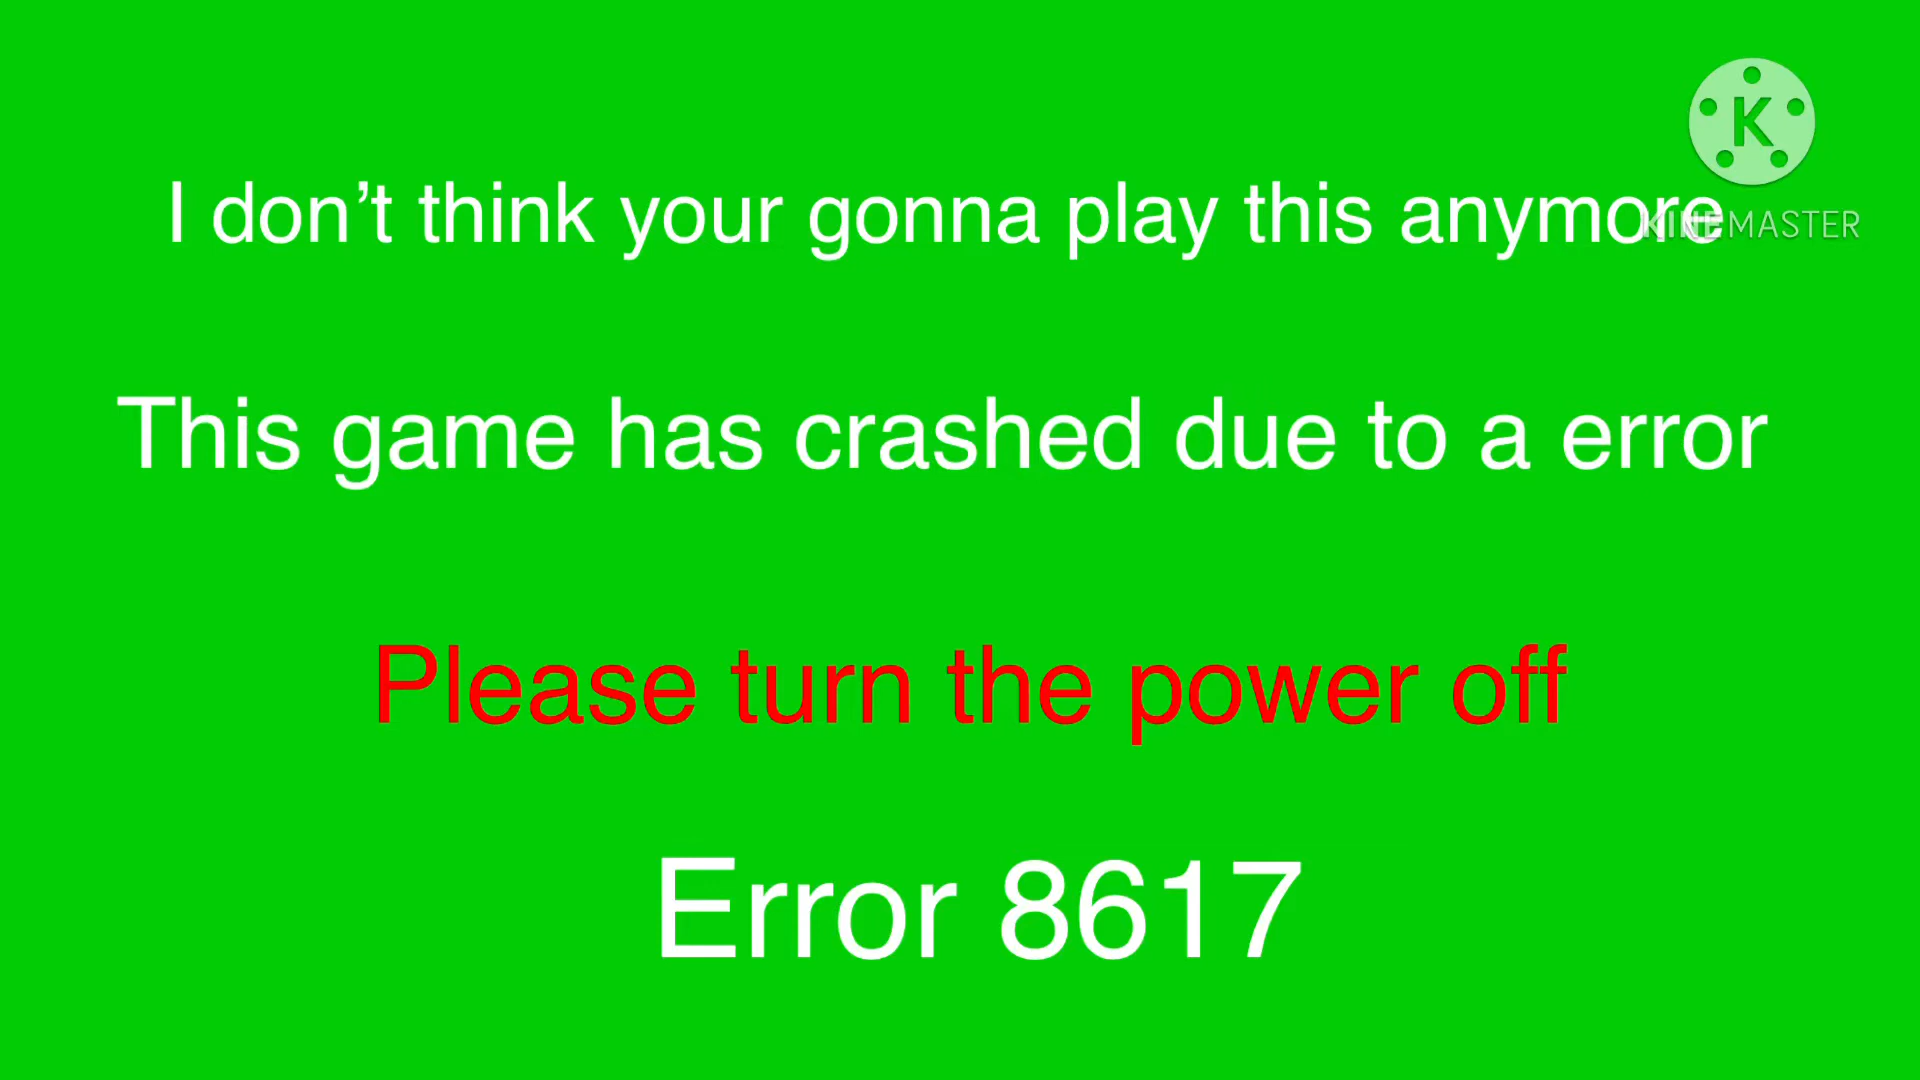 K
I don’t think your gonna play this anymore
KINEMASTER
This game has crashed due to a error
Please turn the power off
Error 8617